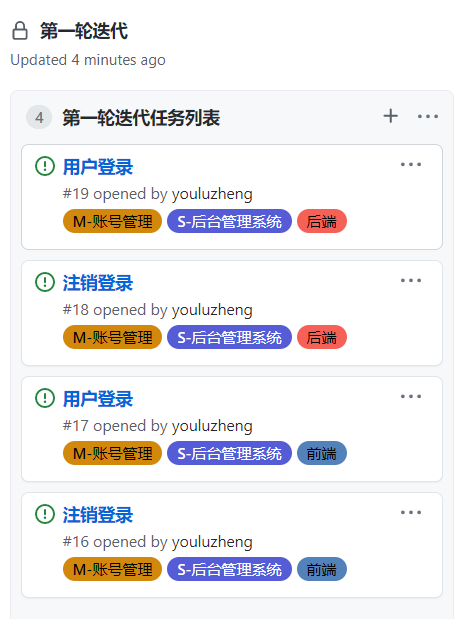 第一轮迭代
Updated 4 minutes ago
4 第一轮迭代任务列表
用户登录
#19 opened by youluzheng
M-账号管理 S-后台管理系统 后端
注销登录
#18 opened by youluzheng
M-账号管理 S-后台管理系统 后端
用户登录
#17 opened by youluzheng
M-账号管理 S-后台管理系统 前端
注销登录
#16 opened by youluzheng
M-账号管理 S-后台管理系统 前端